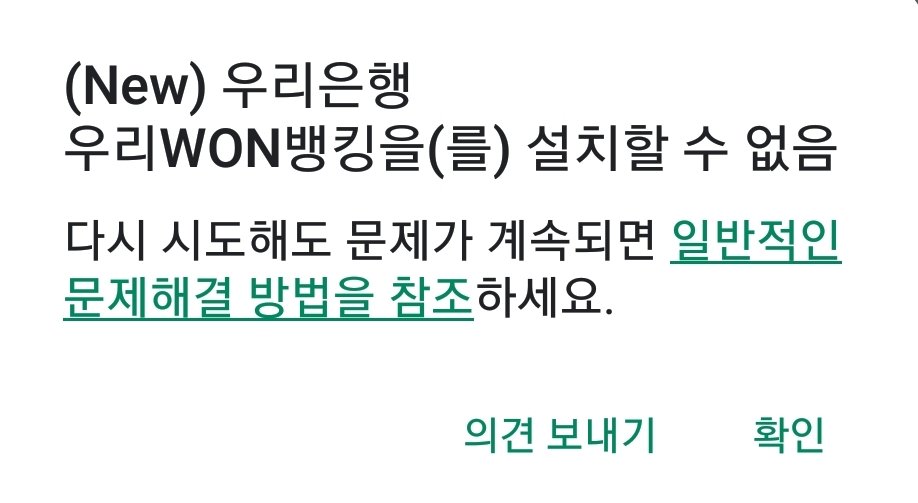 (New) 우리은행
우리WON뱅킹을(를) 설치할 수 없음
다시 시도해도 문제가 계속되면 일반적인
문제해결 방법을 참조하세요.
의견 보내기 확인